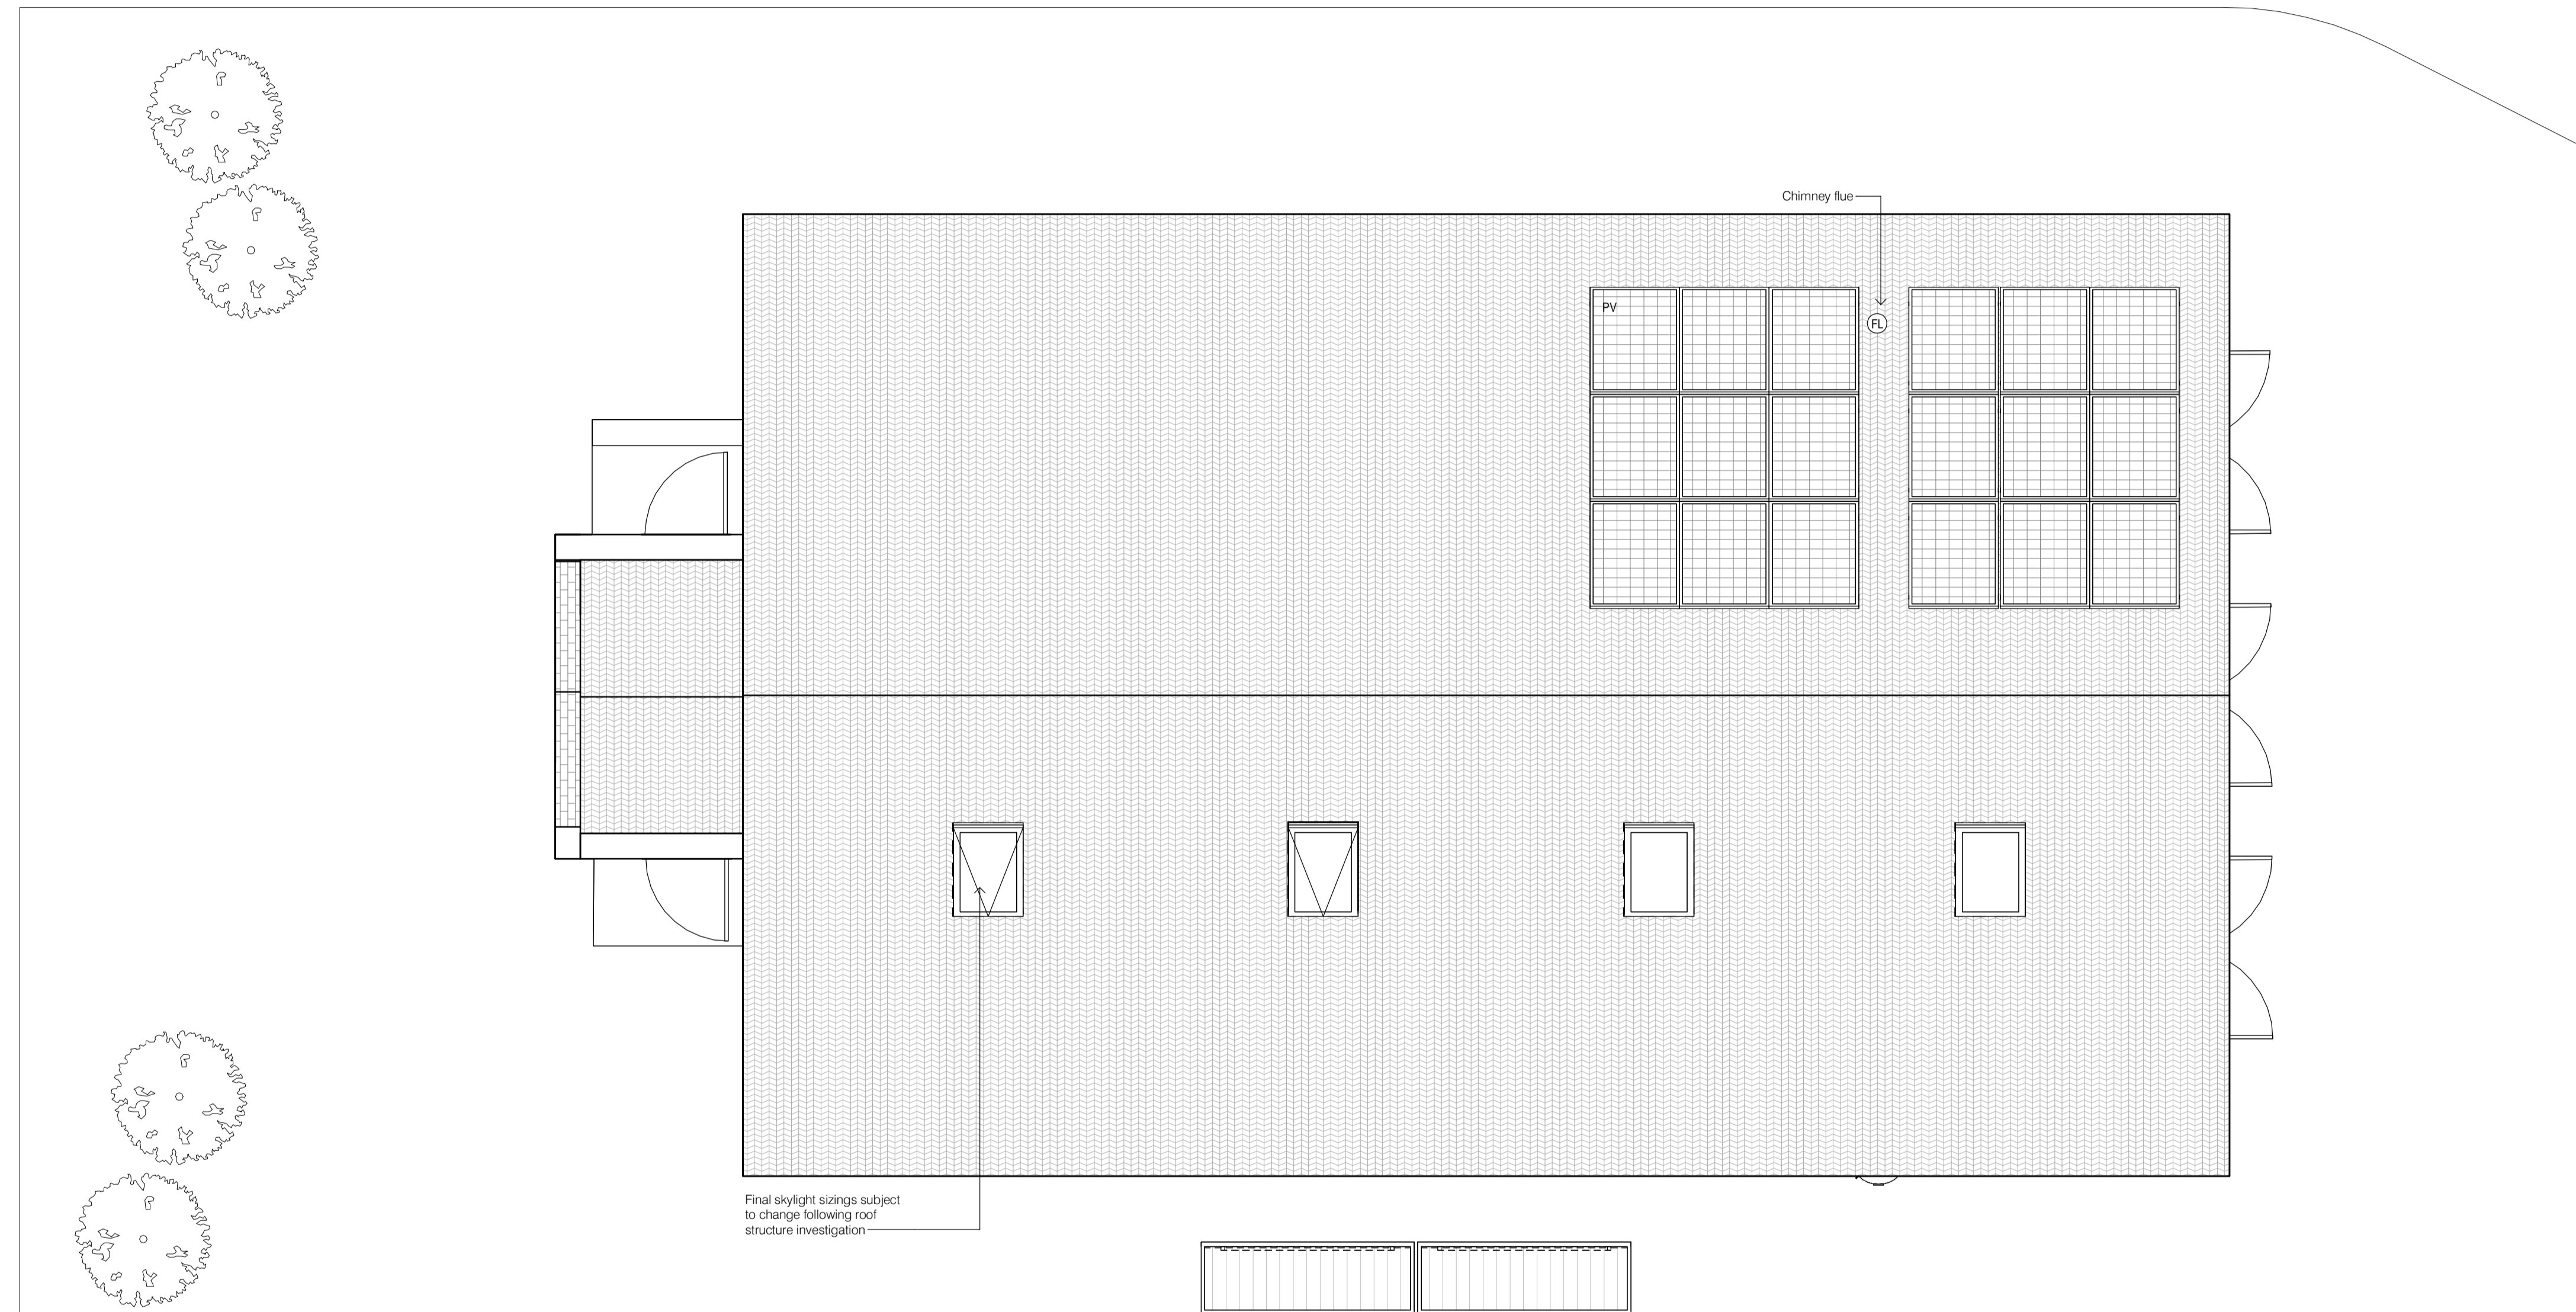 Chimney flue
PV
FL
Final skylight sizings subject
to change following roof
structure investigation